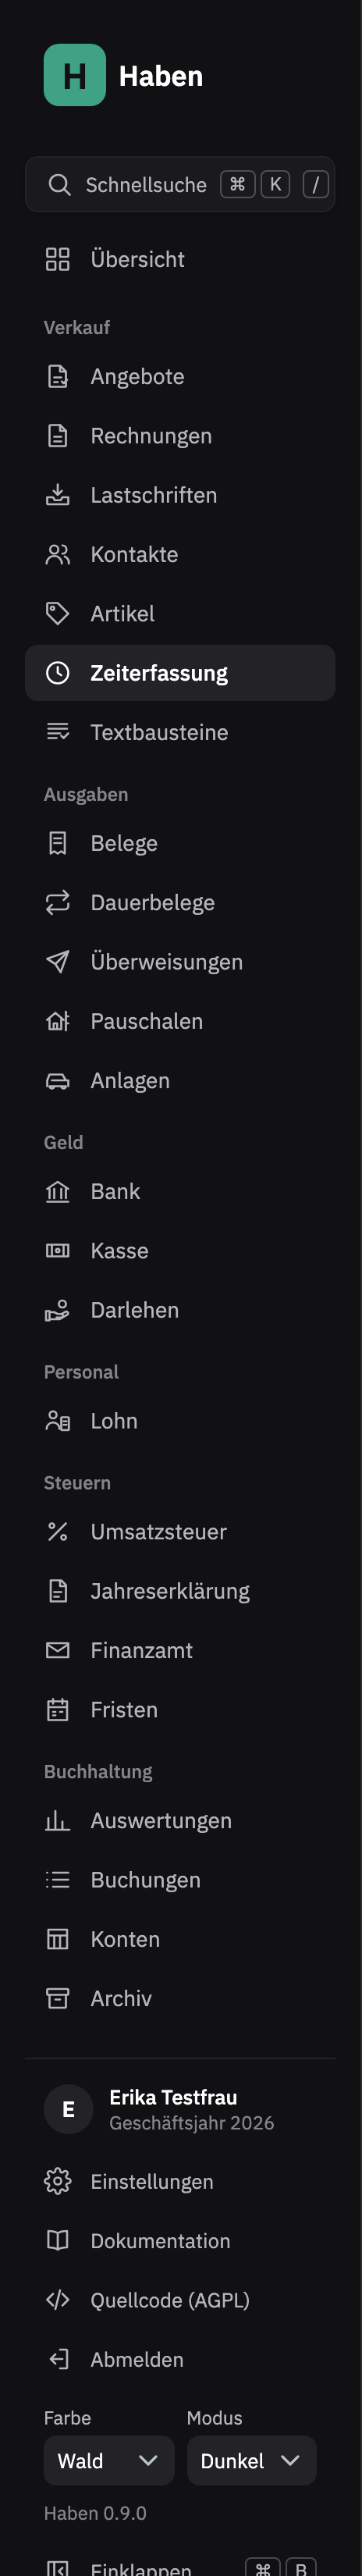 H Haben
Schnellsuche ⌘ K /
Übersicht
Verkauf
Angebote
Rechnungen
Lastschriften
Kontakte
Artikel
Zeiterfassung
Textbausteine
Ausgaben
Belege
Dauerbelege
Überweisungen
Pauschalen
Anlagen
Geld
Bank
Kasse
Darlehen
Personal
Lohn
Steuern
Umsatzsteuer
Jahreserklärung
Finanzamt
Fristen
Buchhaltung
Auswertungen
Buchungen
Konten
Archiv
E Erika Testfrau
Geschäftsjahr 2026
Einstellungen
Dokumentation
Quellcode (AGPL)
Abmelden
Farbe Modus
Wald Dunkel
Haben 0.9.0
Einklappen ⌘ B